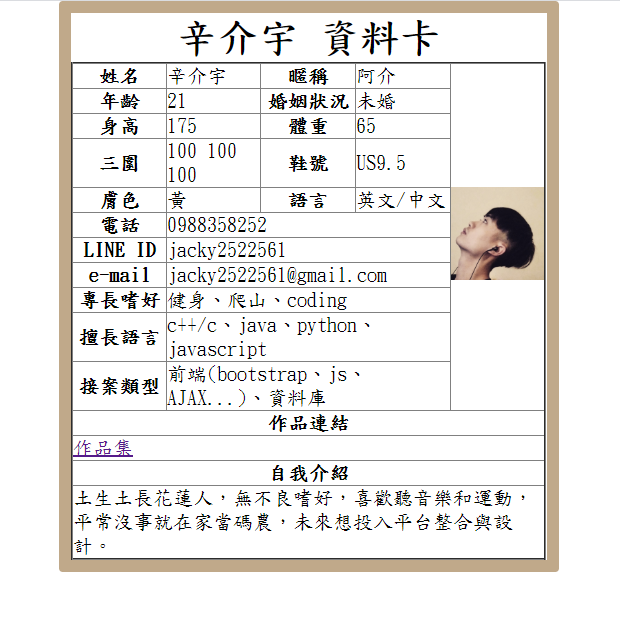 辛介宇 資料卡
姓名 辛介宇 暱稱 阿介
年齡 21 婚姻狀況 未婚
身高 175 體重 65
三圍 100 100
100 鞋號 US9.5
膚色 黃 語言 英文/中文
電話 0988358252
LINE ID jacky2522561
e-mail jacky2522561@gmail.com
專長嗜好 健身、爬山、coding
擅長語言 c++/c、java、python、
javascript
接案類型 前端(bootstrap、js、
AJAX...)、資料庫
作品連結
作品集
自我介紹
土生土長花蓮人，無不良嗜好，喜歡聽音樂和運動，
平常沒事就在家當碼農，未來想投入平台整合與設
計。